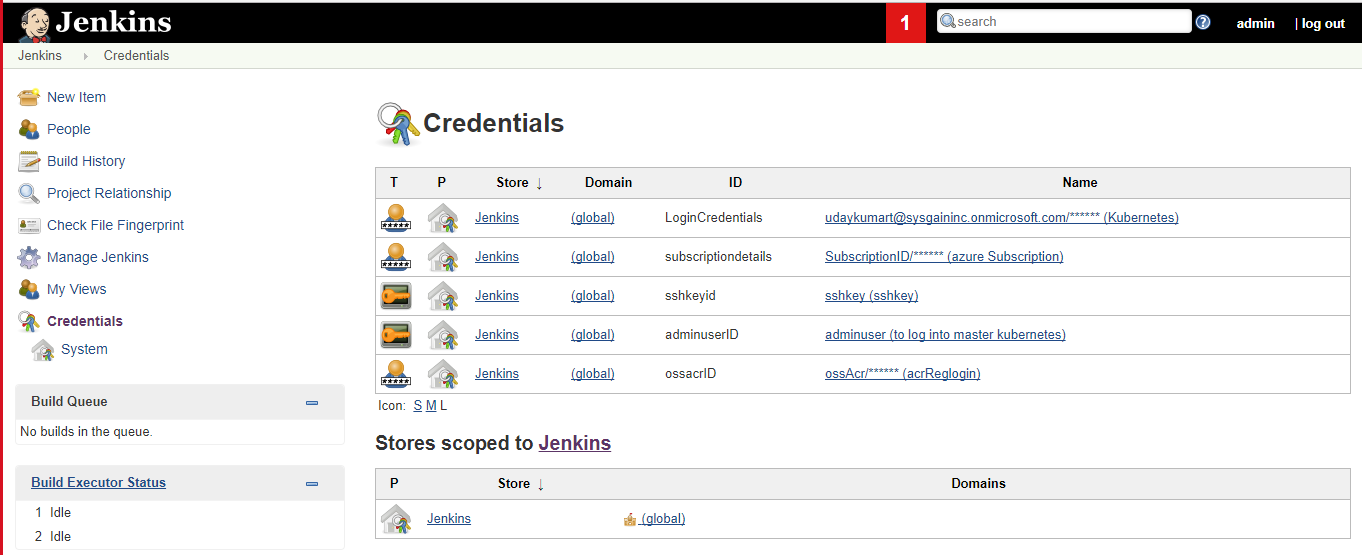 Jenkins 1 search ? admin | log out
Jenkins Credentials
New Item
People
Build History
Project Relationship
Check File Fingerprint
Manage Jenkins
My Views
Credentials
System
Build Queue
No builds in the queue.
Build Executor Status
1 Idle
2 Idle
Credentials
T P Store ↓ Domain ID Name
Jenkins (global) LoginCredentials udaykumart@sysgaininc.onmicrosoft.com/****** (Kubernetes)
Jenkins (global) subscriptiondetails SubscriptionID/****** (azure Subscription)
Jenkins (global) sshkeyid sshkey (sshkey)
Jenkins (global) adminuserID adminuser (to log into master kubernetes)
Jenkins (global) ossacrID ossAcr/****** (acrReglogin)
Icon: S M L
Stores scoped to Jenkins
P Store ↓ Domains
Jenkins (global)